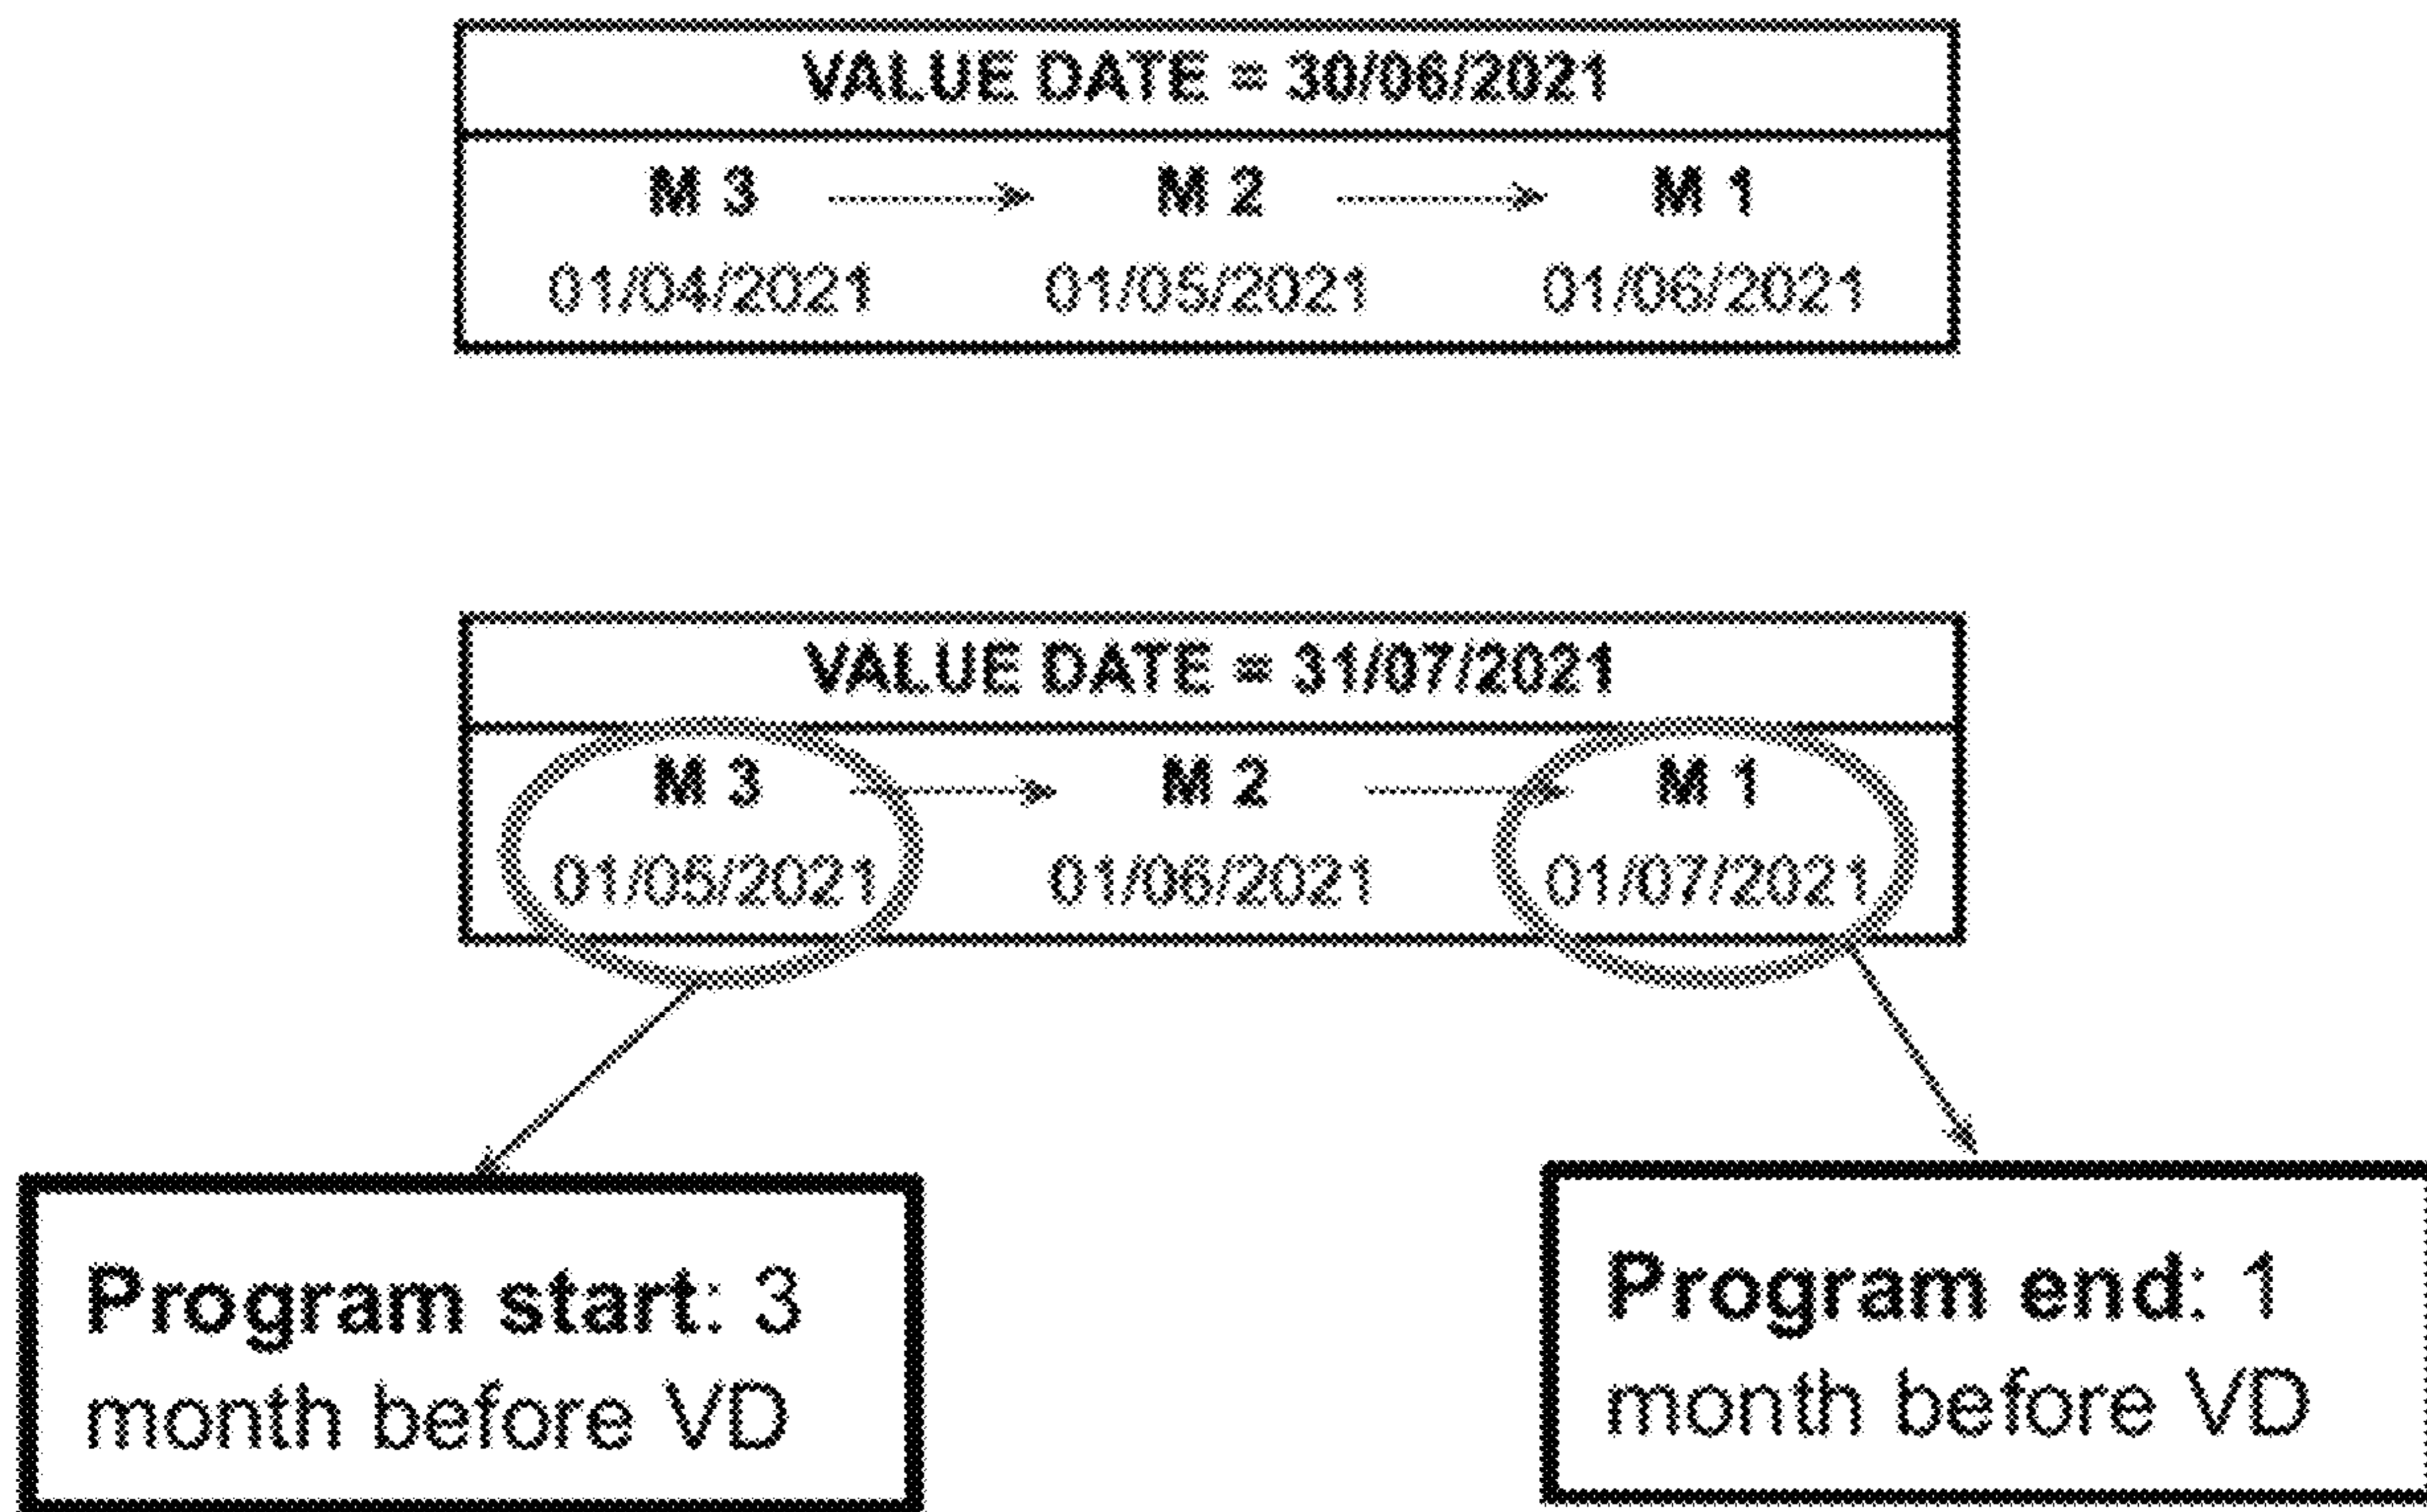 VALUE DATE = 30/06/2021
M 3 M 2 M 1
01/04/2021 01/05/2021 01/06/2021
VALUE DATE = 31/07/2021
M 3 M 2 M 1
01/05/2021 01/06/2021 01/07/2021
Program start: 3
month before VD
Program end: 1
month before VD